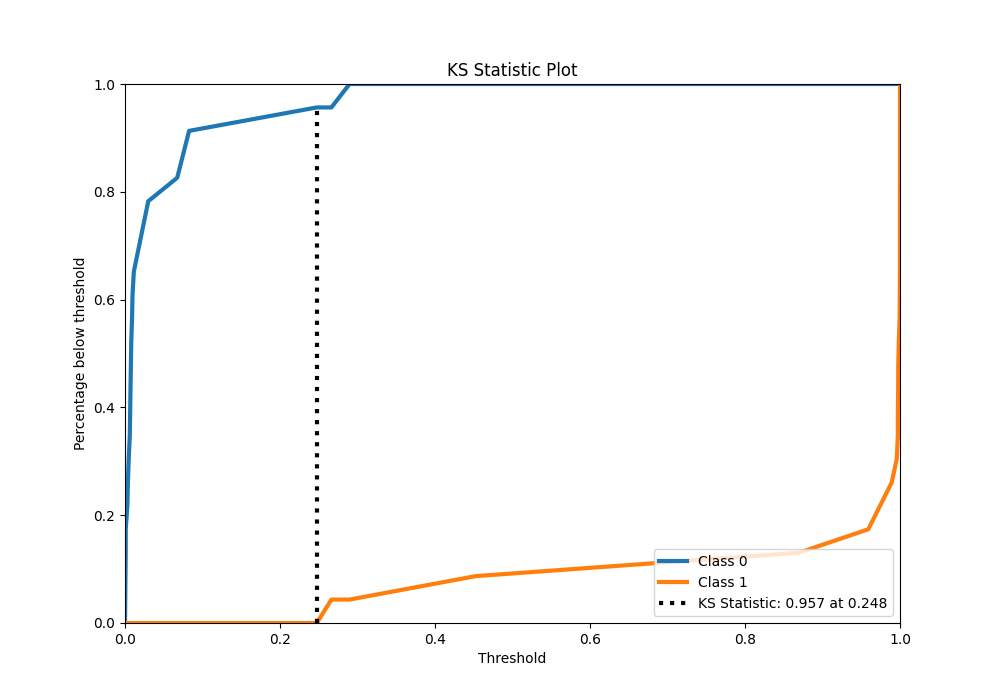 KS Statistic Plot
1.0
0.8
0.6
0.4
0.2
0.0
Percentage below threshold
0.0 0.2 0.4 0.6 0.8 1.0
Threshold
Class 0
Class 1
KS Statistic: 0.957 at 0.248